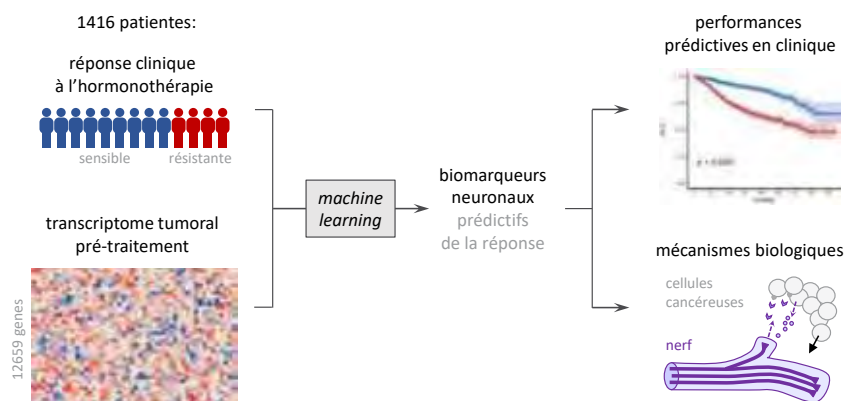 1416 patientes:
réponse clinique
à l'hormonothérapie
sensible
résistante
transcriptome tumoral
pré-traitement
12659 genes
machine
learning
biomarqueurs
neuronaux
prédictifs
de la réponse
performances
prédictives en clinique
mécanismes biologiques
cellules
cancéreuses
nerf